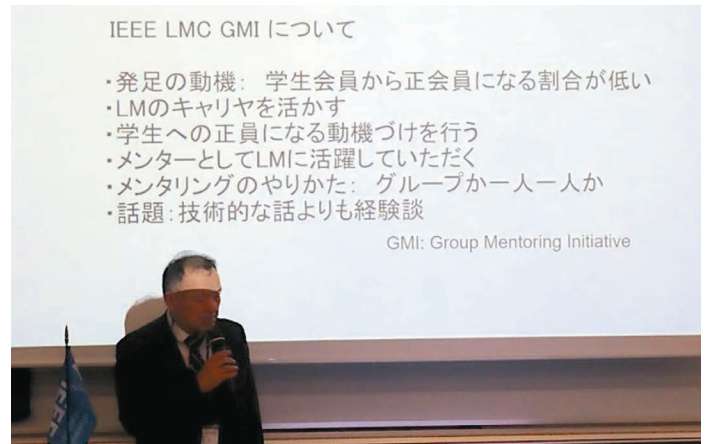 IEEE LMC GMI について
・発足の動機： 学生会員から正会員になる割合が低い
・LMのキャリヤを活かす
・学生への正員になる動機づけを行う
・メンターとしてLMに活躍していただく
・メンタリングのやりかた： グループか一人一人か
・話題：技術的な話よりも経験談
GMI: Group Mentoring Initiative
IEEE